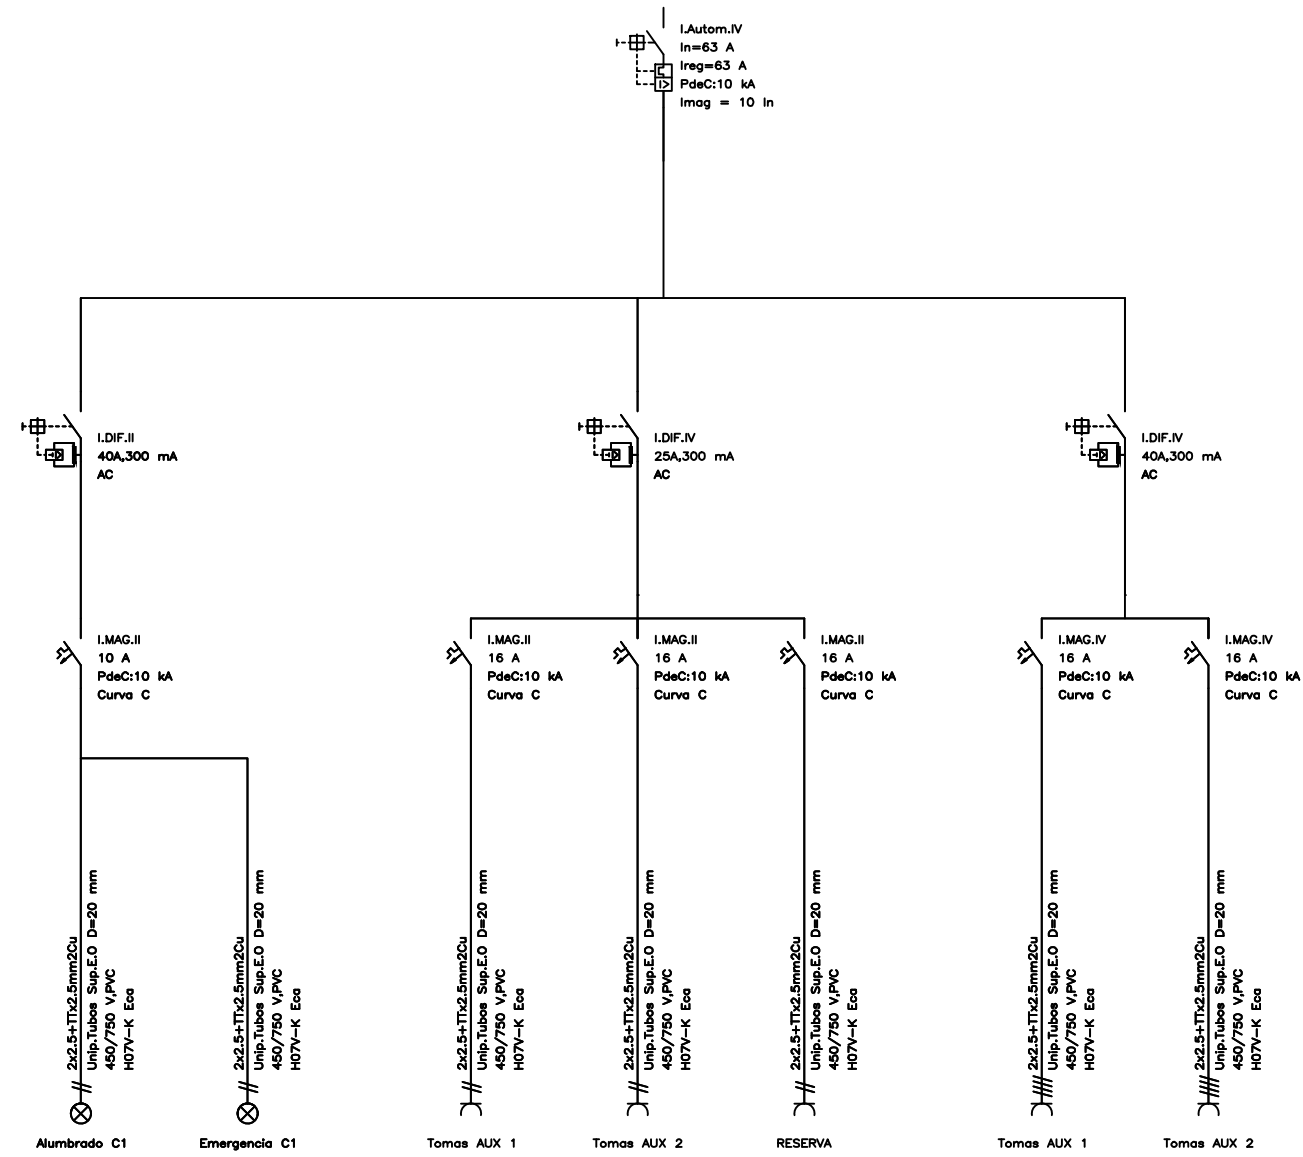 I.Autom.IV
In=63 A
Ireg=63 A
PdeC:10 kA
Imag = 10 In
I.DIF.II
40A,300 mA
AC
I.DIF.IV
25A,300 mA
AC
I.DIF.IV
40A,300 mA
AC
I.MAG.II
10 A
PdeC:10 kA
Curva C
I.MAG.II
16 A
PdeC:10 kA
Curva C
I.MAG.II
16 A
PdeC:10 kA
Curva C
I.MAG.II
16 A
PdeC:10 kA
Curva C
I.MAG.IV
16 A
PdeC:10 kA
Curva C
I.MAG.IV
16 A
PdeC:10 kA
Curva C
2x2.5+TTx2.5mm2Cu
Unip.Tubos Sup.E.O D=20 mm
450/750 V,PVC
H07V-K Eca
2x2.5+TTx2.5mm2Cu
Unip.Tubos Sup.E.O D=20 mm
450/750 V,PVC
H07V-K Eca
2x2.5+TTx2.5mm2Cu
Unip.Tubos Sup.E.O D=20 mm
450/750 V,PVC
H07V-K Eca
2x2.5+TTx2.5mm2Cu
Unip.Tubos Sup.E.O D=20 mm
450/750 V,PVC
H07V-K Eca
2x2.5+TTx2.5mm2Cu
Unip.Tubos Sup.E.O D=20 mm
450/750 V,PVC
H07V-K Eca
2x2.5+TTx2.5mm2Cu
Unip.Tubos Sup.E.O D=20 mm
450/750 V,PVC
H07V-K Eca
2x2.5+TTx2.5mm2Cu
Unip.Tubos Sup.E.O D=20 mm
450/750 V,PVC
H07V-K Eca
Alumbrado C1
Emergencia C1
Tomas AUX 1
Tomas AUX 2
RESERVA
Tomas AUX 1
Tomas AUX 2